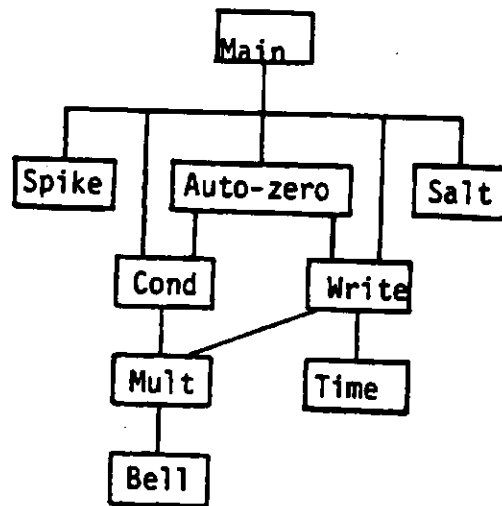 Main
Spike
Auto-zero
Salt
Cond
Write
Mult
Time
Bell